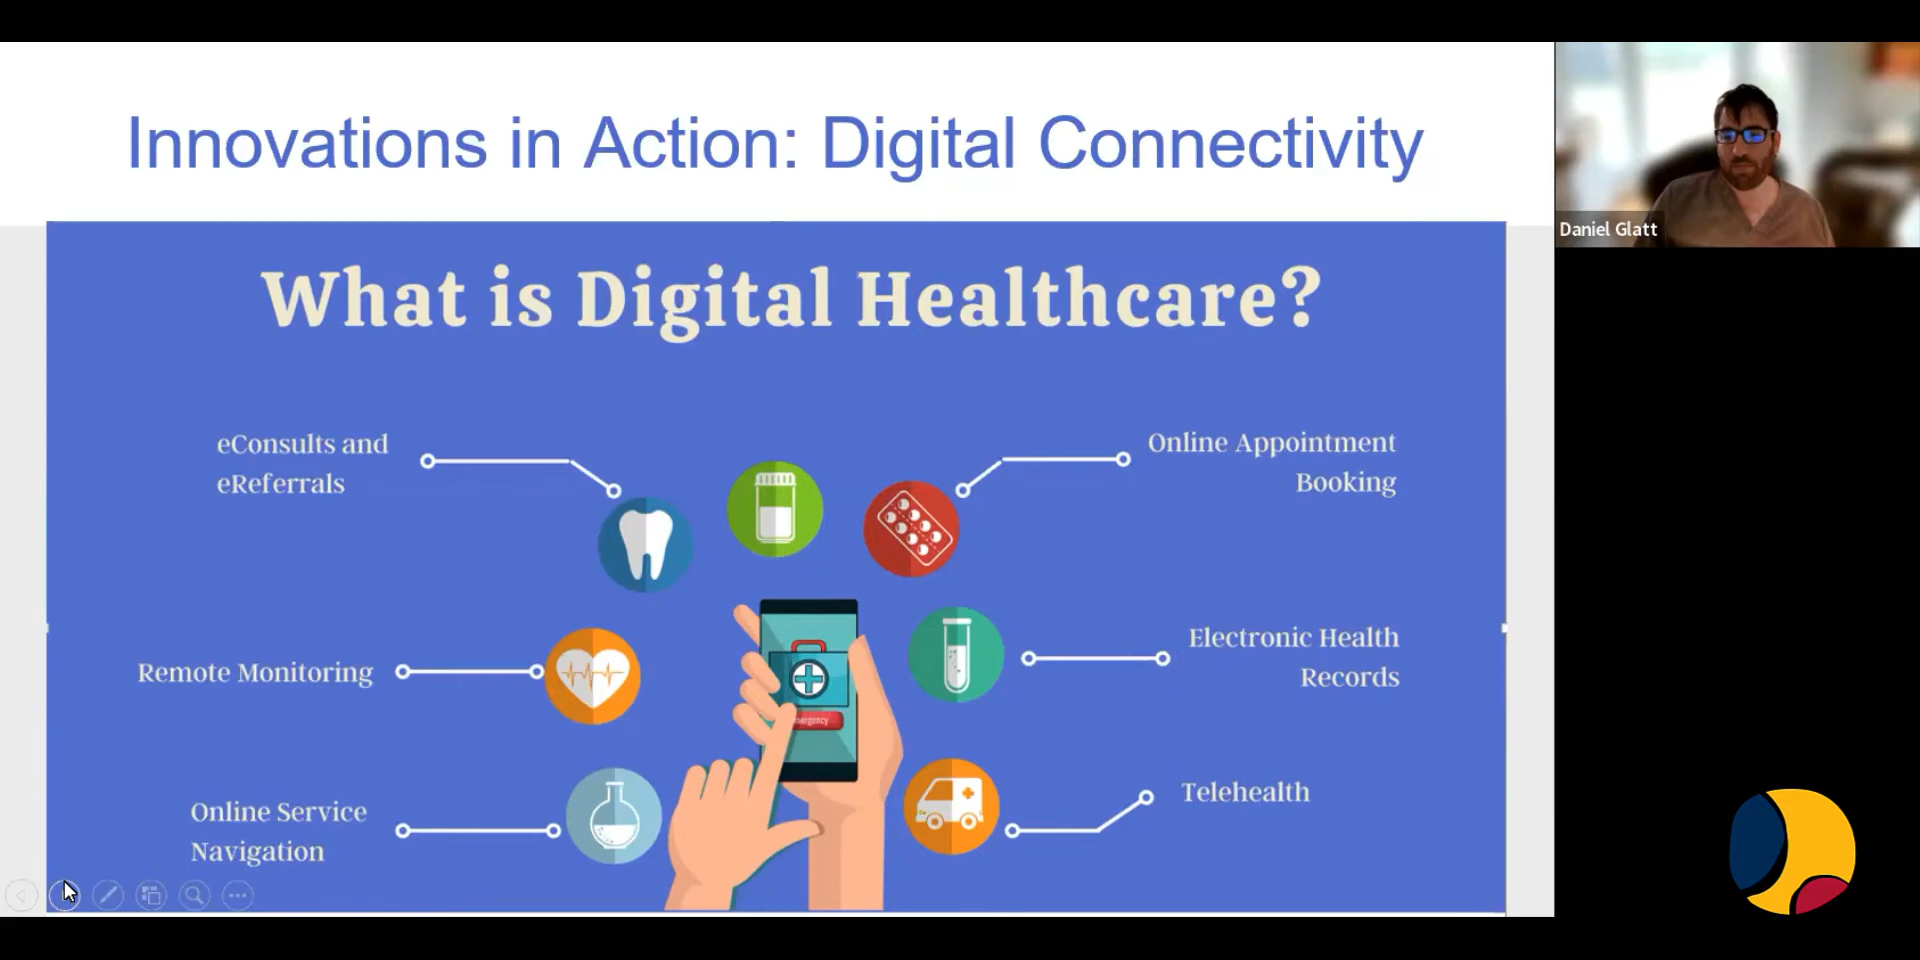 Innovations in Action: Digital Connectivity
Daniel Glatt
What is Digital Healthcare?
eConsults and
eReferrals
Online Appointment
Booking
Remote Monitoring
Electronic Health
Records
mergency
Online Service
Navigation
Telehealth